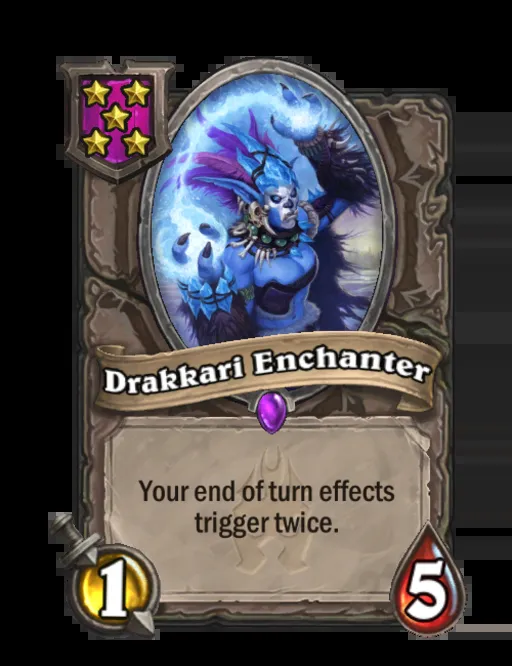 Drakkari Enchanter
Your end of turn effects
trigger twice.
1
5